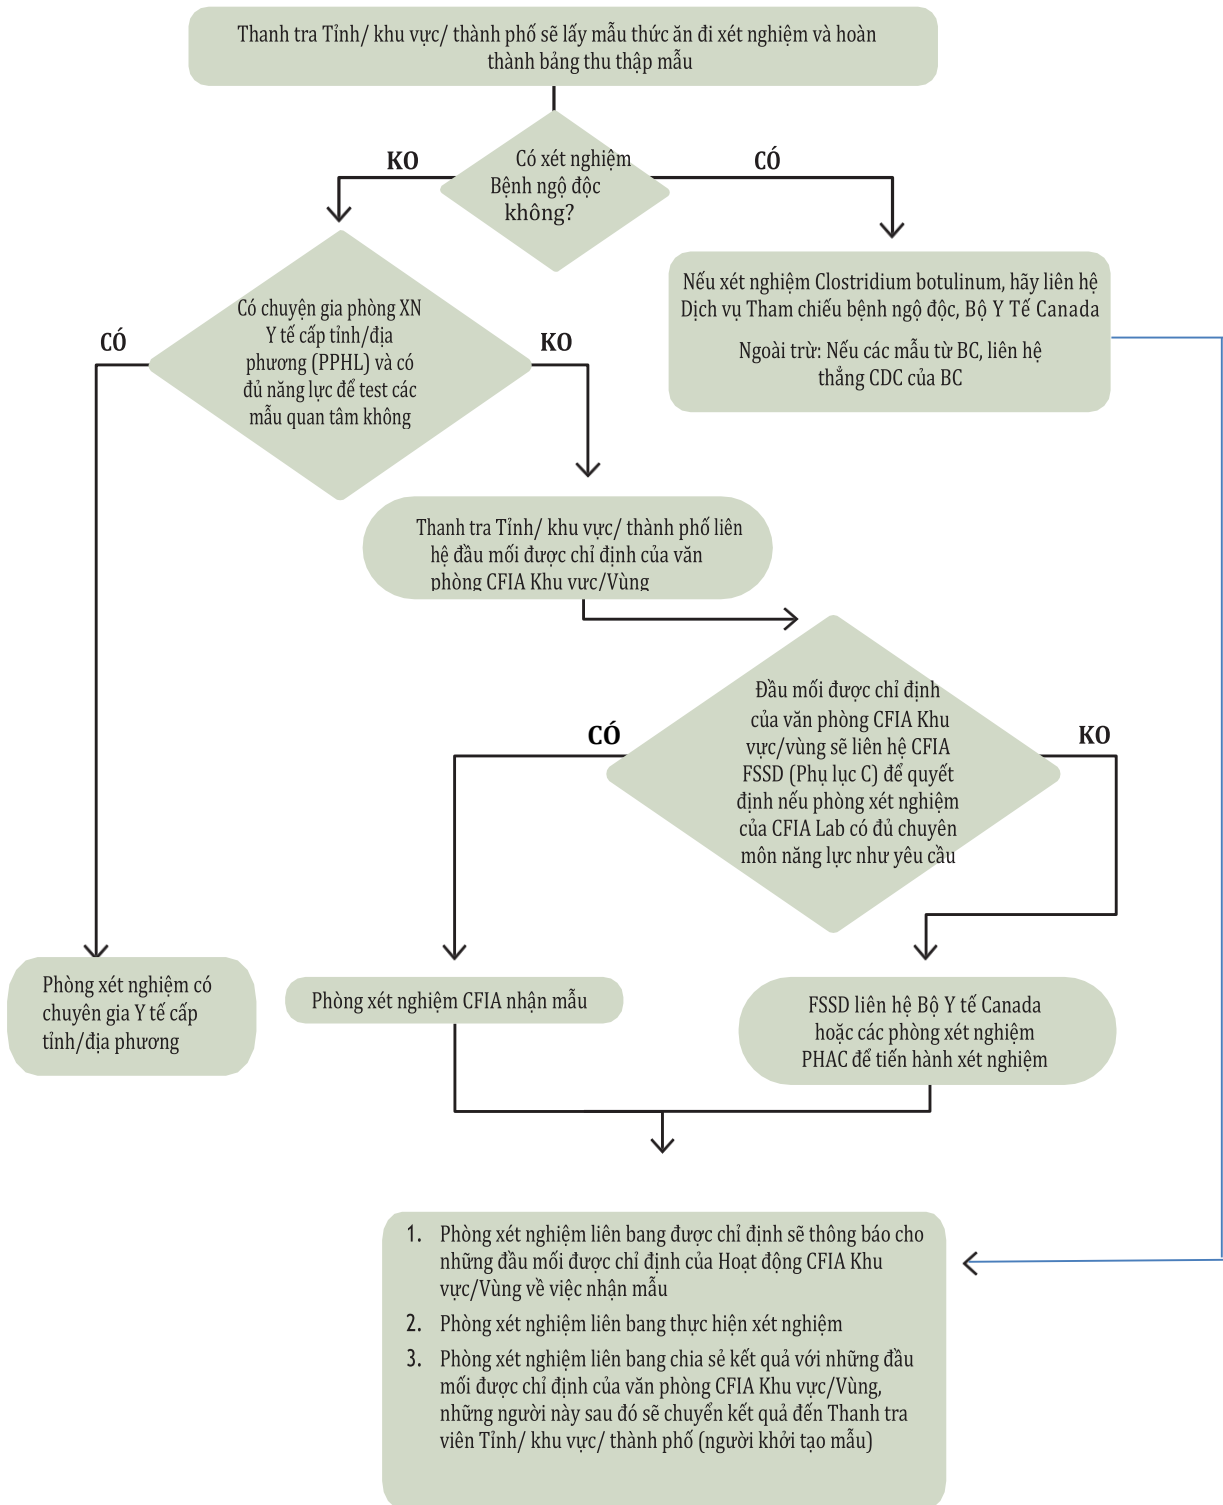 Thanh tra Tỉnh/ khu vực/ thành phố sẽ lấy mẫu thức ăn đi xét nghiệm và hoàn
thành bảng thu thập mẫu
KO
CÓ
Có xét nghiệm
Bệnh ngộ độc
không?
Nếu xét nghiệm Clostridium botulinum, hãy liên hệ
Dịch vụ Tham chiếu bệnh ngộ độc, Bộ Y Tế Canada
Ngoài trừ: Nếu các mẫu từ BC, liên hệ
thẳng CDC của BC
CÓ
KO
Có chuyện gia phòng XN
Y tế cấp tỉnh/địa
phương (PPHL) và có
đủ năng lực để test các
mẫu quan tâm không
Thanh tra Tỉnh/ khu vực/ thành phố liên
hệ đầu mối được chỉ định của văn
phòng CFIA Khu vực/Vùng
CÓ
KO
Đầu mối được chỉ định
của văn phòng CFIA Khu
vực/vùng sẽ liên hệ CFIA
FSSD (Phụ lục C) để quyết
định nếu phòng xét nghiệm
của CFIA Lab có đủ chuyên
môn năng lực như yêu cầu
Phòng xét nghiệm có
chuyên gia Y tế cấp
tỉnh/địa phương
Phòng xét nghiệm CFIA nhận mẫu
FSSD liên hệ Bộ Y tế Canada
hoặc các phòng xét nghiệm
PHAC để tiến hành xét nghiệm
1. Phòng xét nghiệm liên bang được chỉ định sẽ thông báo cho
những đầu mối được chỉ định của Hoạt động CFIA Khu
vực/Vùng về việc nhận mẫu
2. Phòng xét nghiệm liên bang thực hiện xét nghiệm
3. Phòng xét nghiệm liên bang chia sẻ kết quả với những đầu
mối được chỉ định của văn phòng CFIA Khu vực/Vùng,
những người này sau đó sẽ chuyển kết quả đến Thanh tra
viên Tỉnh/ khu vực/ thành phố (người khởi tạo mẫu)